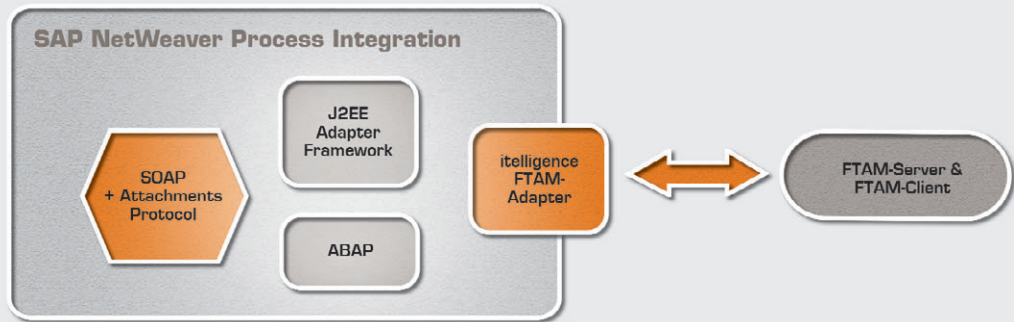 SAP NetWeaver Process Integration
J2EE
Adapter
Framework
SOAP
+ Attachments
Protocol
itelligence
FTAM-
Adapter
FTAM-Server &
FTAM-Client
ABAP